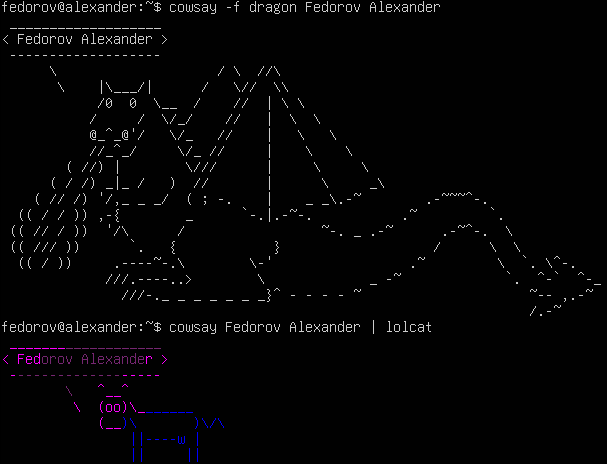 fedorov@alexander:~$ cowsay -f dragon Fedorov Alexander
< Fedorov Alexander >
fedorov@alexander:~$ cowsay Fedorov Alexander | lolcat
< Fedorov Alexander >